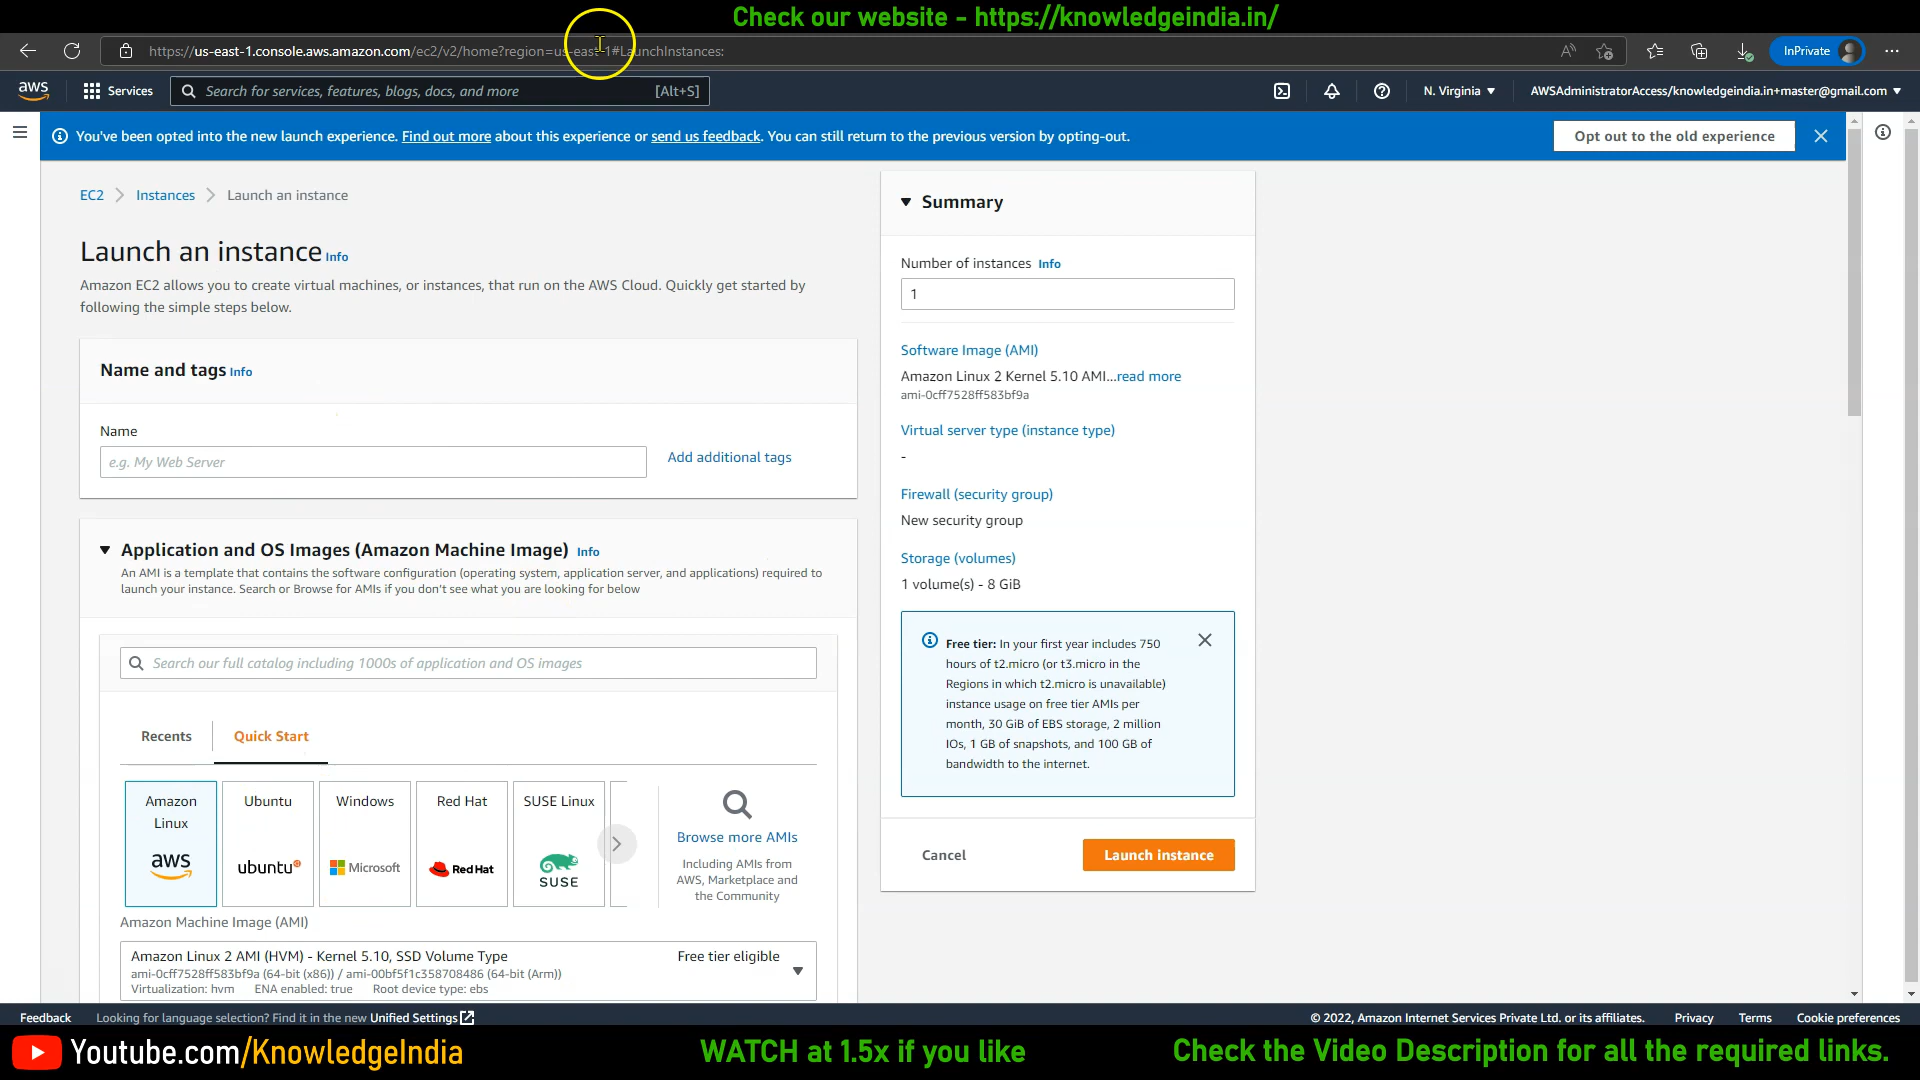 Check our website - https://knowledgeindia.in/
https://us-east-1.console.aws.amazon.com/ec2/v2/home?region=us-east-1#LaunchInstances:
InPrivate
aws
Services
Search for services, features, blogs, docs, and more
[Alt+S]
N. Virginia
AWSAdministratorAccess/knowledgeindia.in+master@gmail.com
You've been opted into the new launch experience. Find out more about this experience or send us feedback. You can still return to the previous version by opting-out.
Opt out to the old experience
EC2
Instances
Launch an instance
Launch an instance Info
Amazon EC2 allows you to create virtual machines, or instances, that run on the AWS Cloud. Quickly get started by
following the simple steps below.
Name and tags Info
Name
e.g. My Web Server
Add additional tags
Application and OS Images (Amazon Machine Image) Info
An AMI is a template that contains the software configuration (operating system, application server, and applications) required to
launch your instance. Search or Browse for AMIs if you don't see what you are looking for below
Search our full catalog including 1000s of application and OS images
Recents
Quick Start
Amazon
Linux
aws
Ubuntu
ubuntu
Windows
Microsoft
Red Hat
Red Hat
SUSE Linux
SUSE
Browse more AMIs
Including AMIs from
AWS, Marketplace and
the Community
Amazon Machine Image (AMI)
Amazon Linux 2 AMI (HVM) - Kernel 5.10, SSD Volume Type
Free tier eligible
ami-0cff7528ff583bf9a (64-bit (x86)) / ami-00bf5f1c358708486 (64-bit (Arm))
Virtualization: hvm ENA enabled: true Root device type: ebs
Summary
Number of instances Info
1
Software Image (AMI)
Amazon Linux 2 Kernel 5.10 AMI...read more
ami-0cff7528ff583bf9a
Virtual server type (instance type)
-
Firewall (security group)
New security group
Storage (volumes)
1 volume(s) - 8 GiB
Free tier: In your first year includes 750
hours of t2.micro (or t3.micro in the
Regions in which t2.micro is unavailable)
instance usage on free tier AMIs per
month, 30 GiB of EBS storage, 2 million
IOs, 1 GB of snapshots, and 100 GB of
bandwidth to the internet.
Cancel
Launch instance
Feedback
Looking for language selection? Find it in the new Unified Settings
© 2022, Amazon Internet Services Private Ltd. or its affiliates.
Privacy
Terms
Cookie preferences
Youtube.com/KnowledgeIndia
WATCH at 1.5x if you like
Check the Video Description for all the required links.